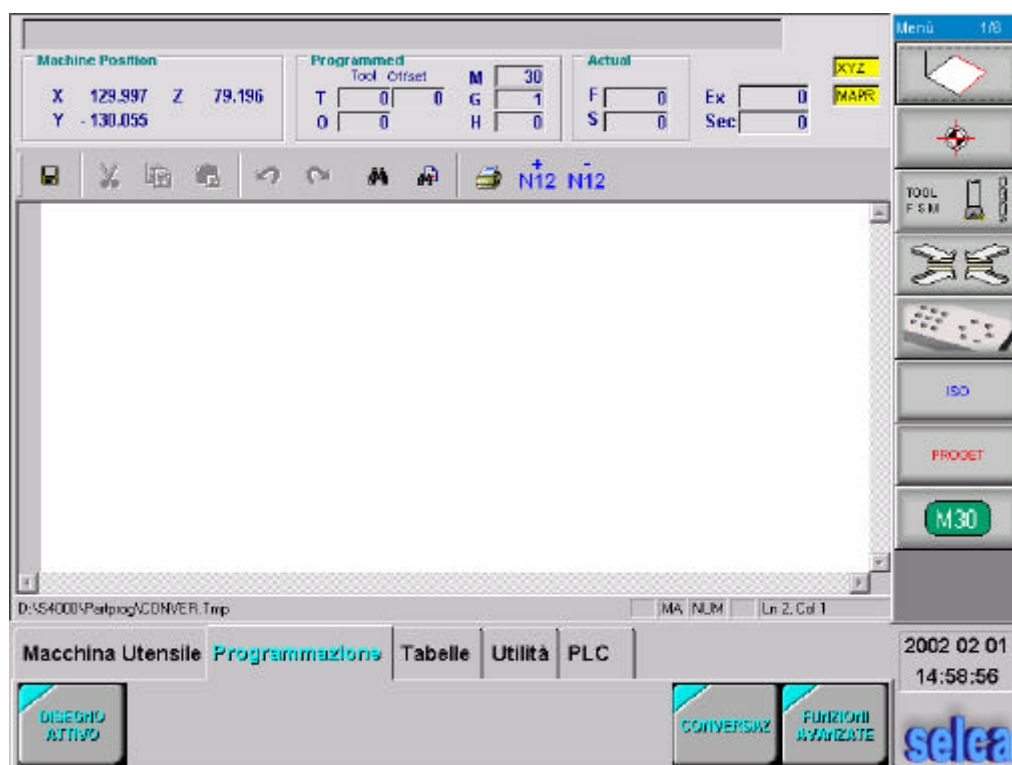 Menù 1/6
Machine Position
X 129.997 Z 79.196
Y - 130.055
Programmed
Tool Offset
T 0 0
O 0
M 30
G 1
H 0
Actual
F 0
S 0
Ex 0
Sec 0
XYZ
MAPR
+ -
N12 N12
TOOL
F S M
ISO
PROGET
M30
D:\S4000\Partprog\CONVER.Tmp
MA NUM Ln 2, Col 1
Macchina Utensile Programmazione Tabelle Utilità PLC
2002 02 01
14:58:56
DISEGNO
ATTIVO
CONVERSAZ
FUNZIONI
AVANZATE
selca